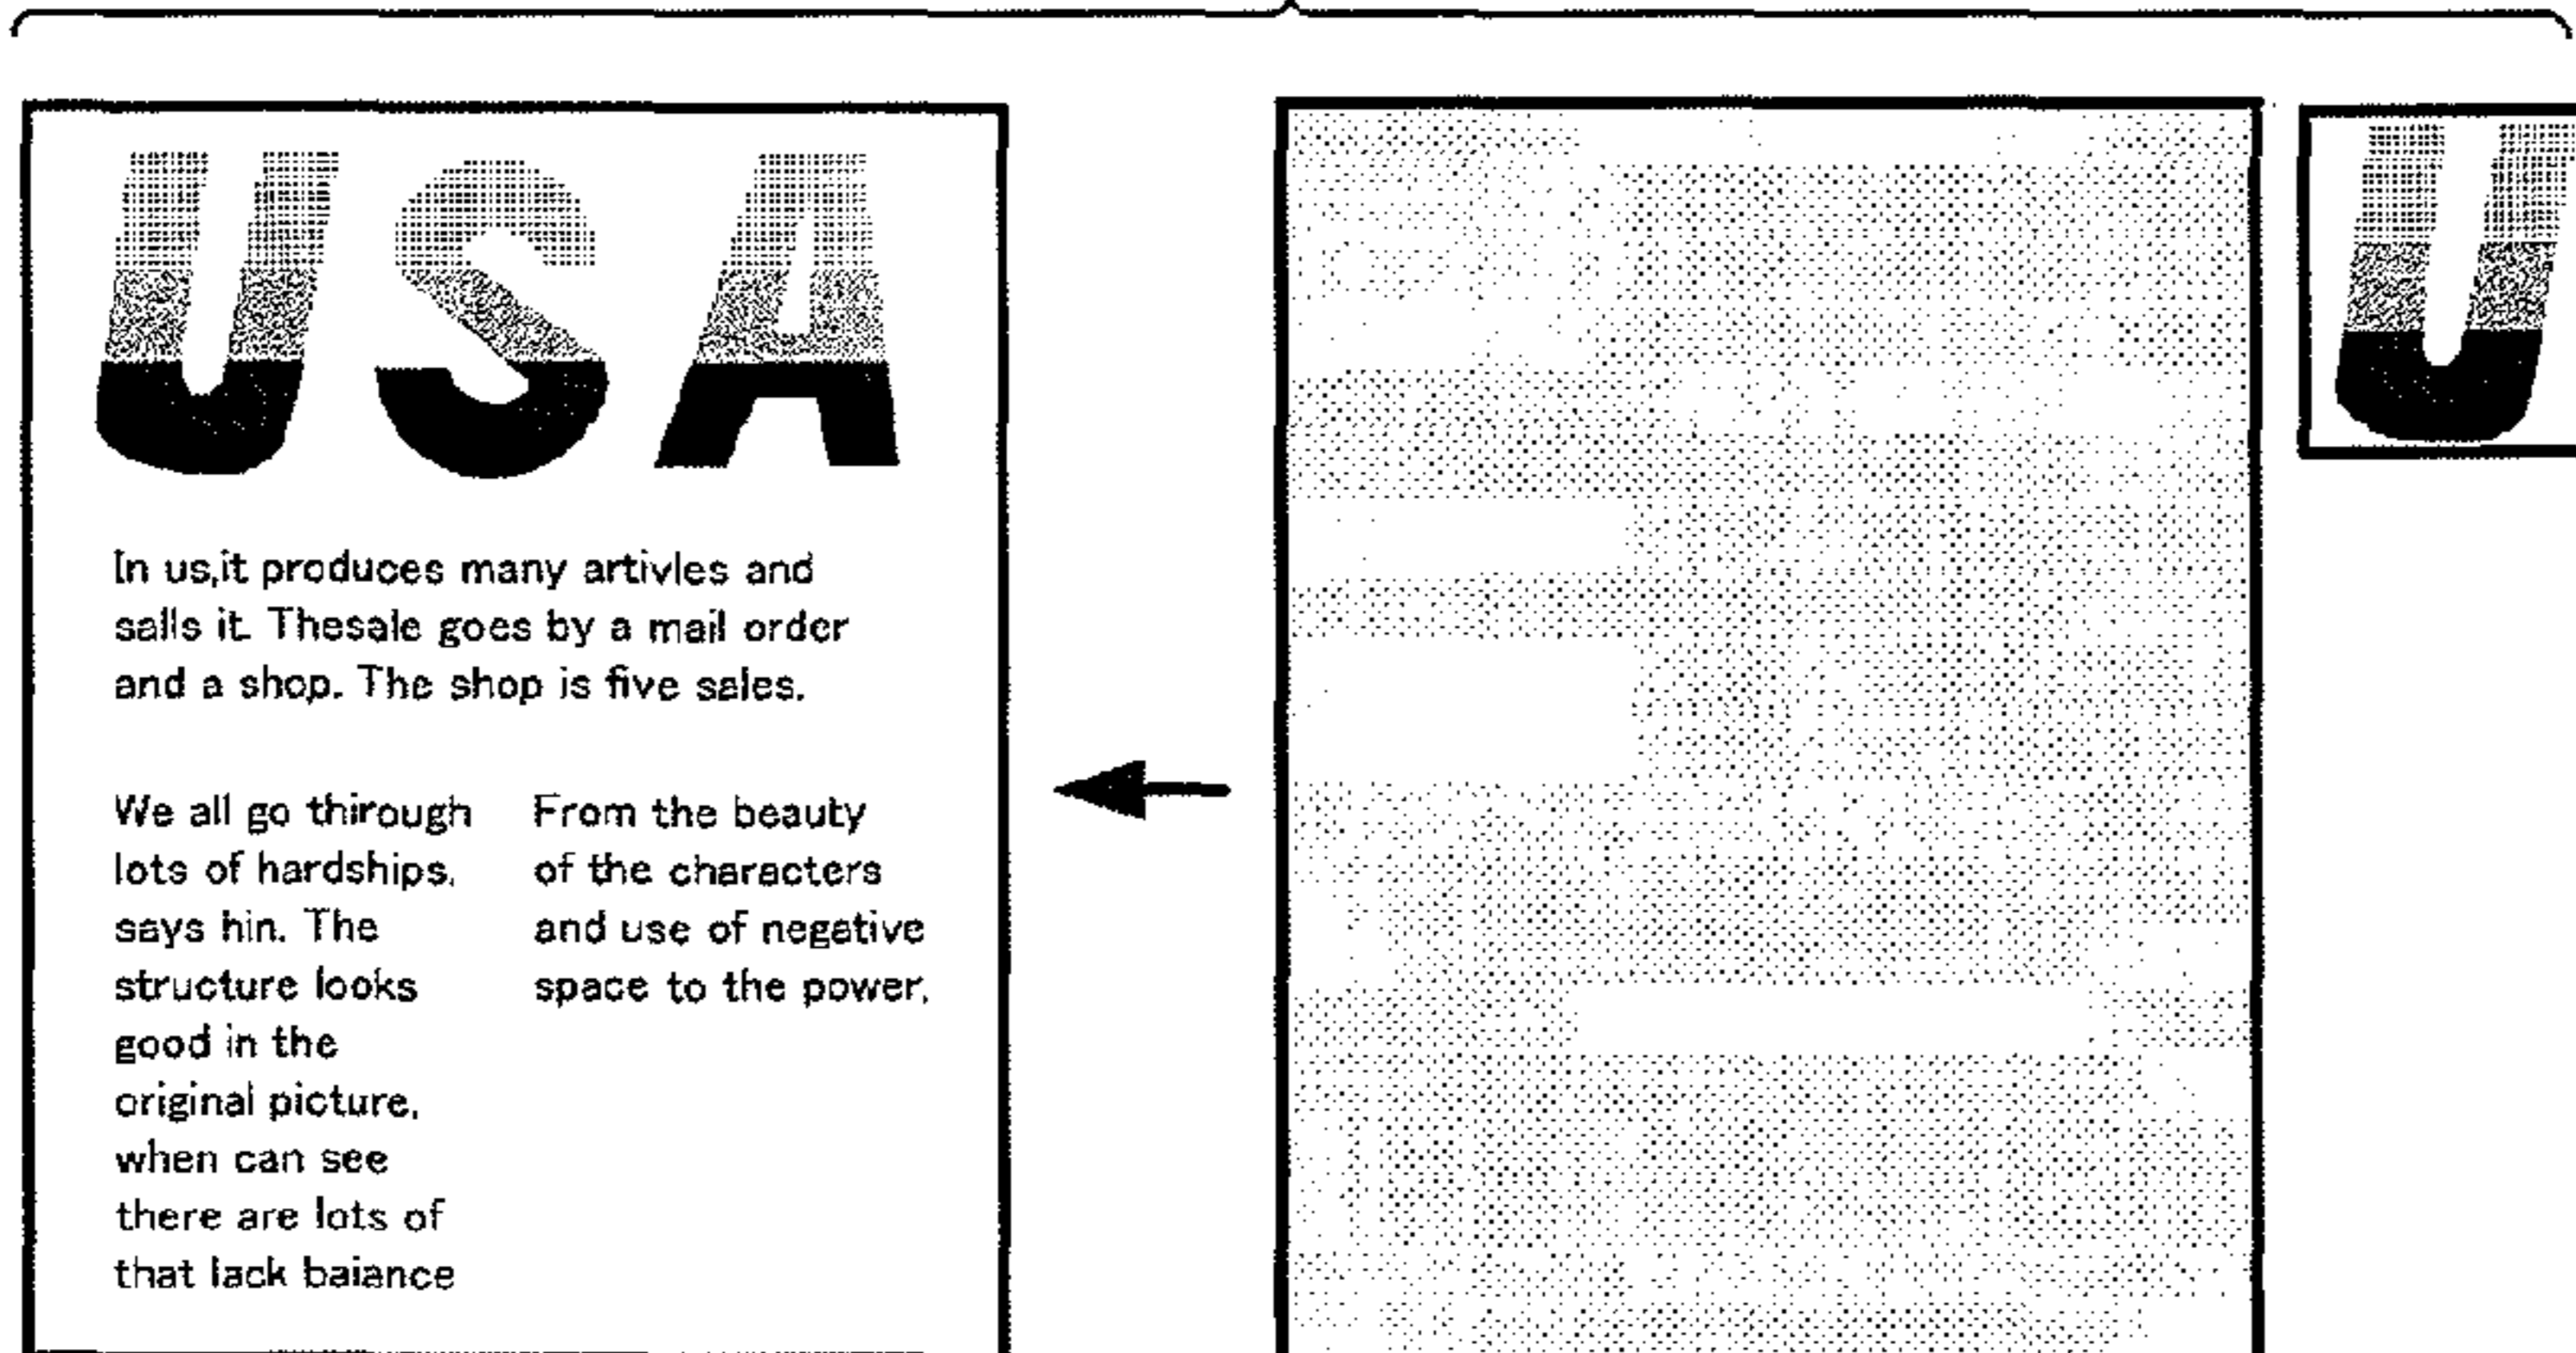 USA
In us,it produces many artivles and
salls it. Thesale goes by a mail order
and a shop. The shop is five sales.
We all go thirough
lots of hardships.
says hin. The
structure looks
good in the
original picture,
when can see
there are lots of
that lack baiance
From the beauty
of the characters
and use of negative
space to the power.
U